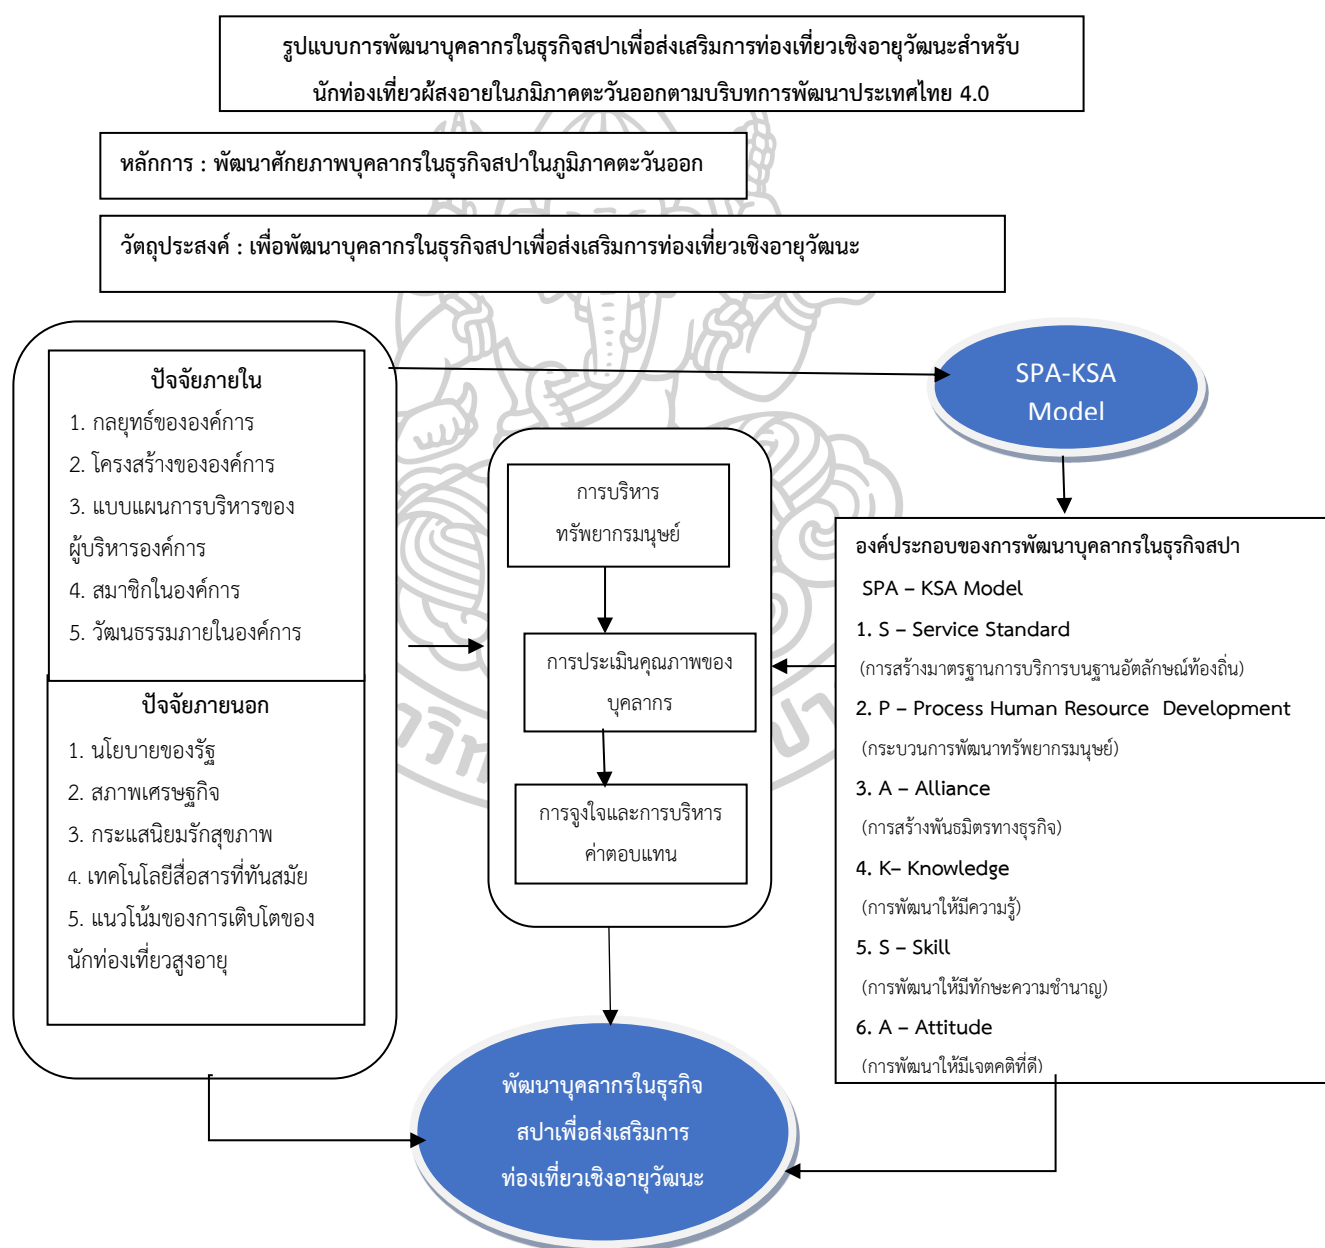 รูปแบบการพัฒนาบุคลากรในธุรกิจสปาเพื่อส่งเสริมการท่องเที่ยวเชิงอายุวัฒนะสำหรับ
นักท่องเที่ยวผู้สูงอายุในภูมิภาคตะวันออกตามบริบทการพัฒนาประเทศไทย 4.0
หลักการ : พัฒนาศักยภาพบุคลากรในธุรกิจสปาในภูมิภาคตะวันออก
วัตถุประสงค์ : เพื่อพัฒนาบุคลากรในธุรกิจสปาเพื่อส่งเสริมการท่องเที่ยวเชิงอายุวัฒนะ
ปัจจัยภายใน
1. กลยุทธ์ขององค์การ
2. โครงสร้างขององค์การ
3. แบบแผนการบริหารของ
ผู้บริหารองค์การ
4. สมาชิกในองค์การ
5. วัฒนธรรมภายในองค์การ
ปัจจัยภายนอก
1. นโยบายของรัฐ
2. สภาพเศรษฐกิจ
3. กระแสนิยมรักสุขภาพ
4. เทคโนโลยีสื่อสารที่ทันสมัย
5. แนวโน้มของการเติบโตของ
นักท่องเที่ยวสูงอายุ
การบริหาร
ทรัพยากรมนุษย์
การประเมินคุณภาพของ
บุคลากร
การจูงใจและการบริหาร
ค่าตอบแทน
SPA-KSA
Model
องค์ประกอบของการพัฒนาบุคลากรในธุรกิจสปา
SPA – KSA Model
1. S – Service Standard
(การสร้างมาตรฐานการบริการบนฐานอัตลักษณ์ท้องถิ่น)
2. P – Process Human Resource Development
(กระบวนการพัฒนาทรัพยากรมนุษย์)
3. A – Alliance
(การสร้างพันธมิตรทางธุรกิจ)
4. K– Knowledge
(การพัฒนาให้มีความรู้)
5. S – Skill
(การพัฒนาให้มีทักษะความชำนาญ)
6. A – Attitude
(การพัฒนาให้มีเจตคติที่ดี)
พัฒนาบุคลากรในธุรกิจ
สปาเพื่อส่งเสริมการ
ท่องเที่ยวเชิงอายุวัฒนะ